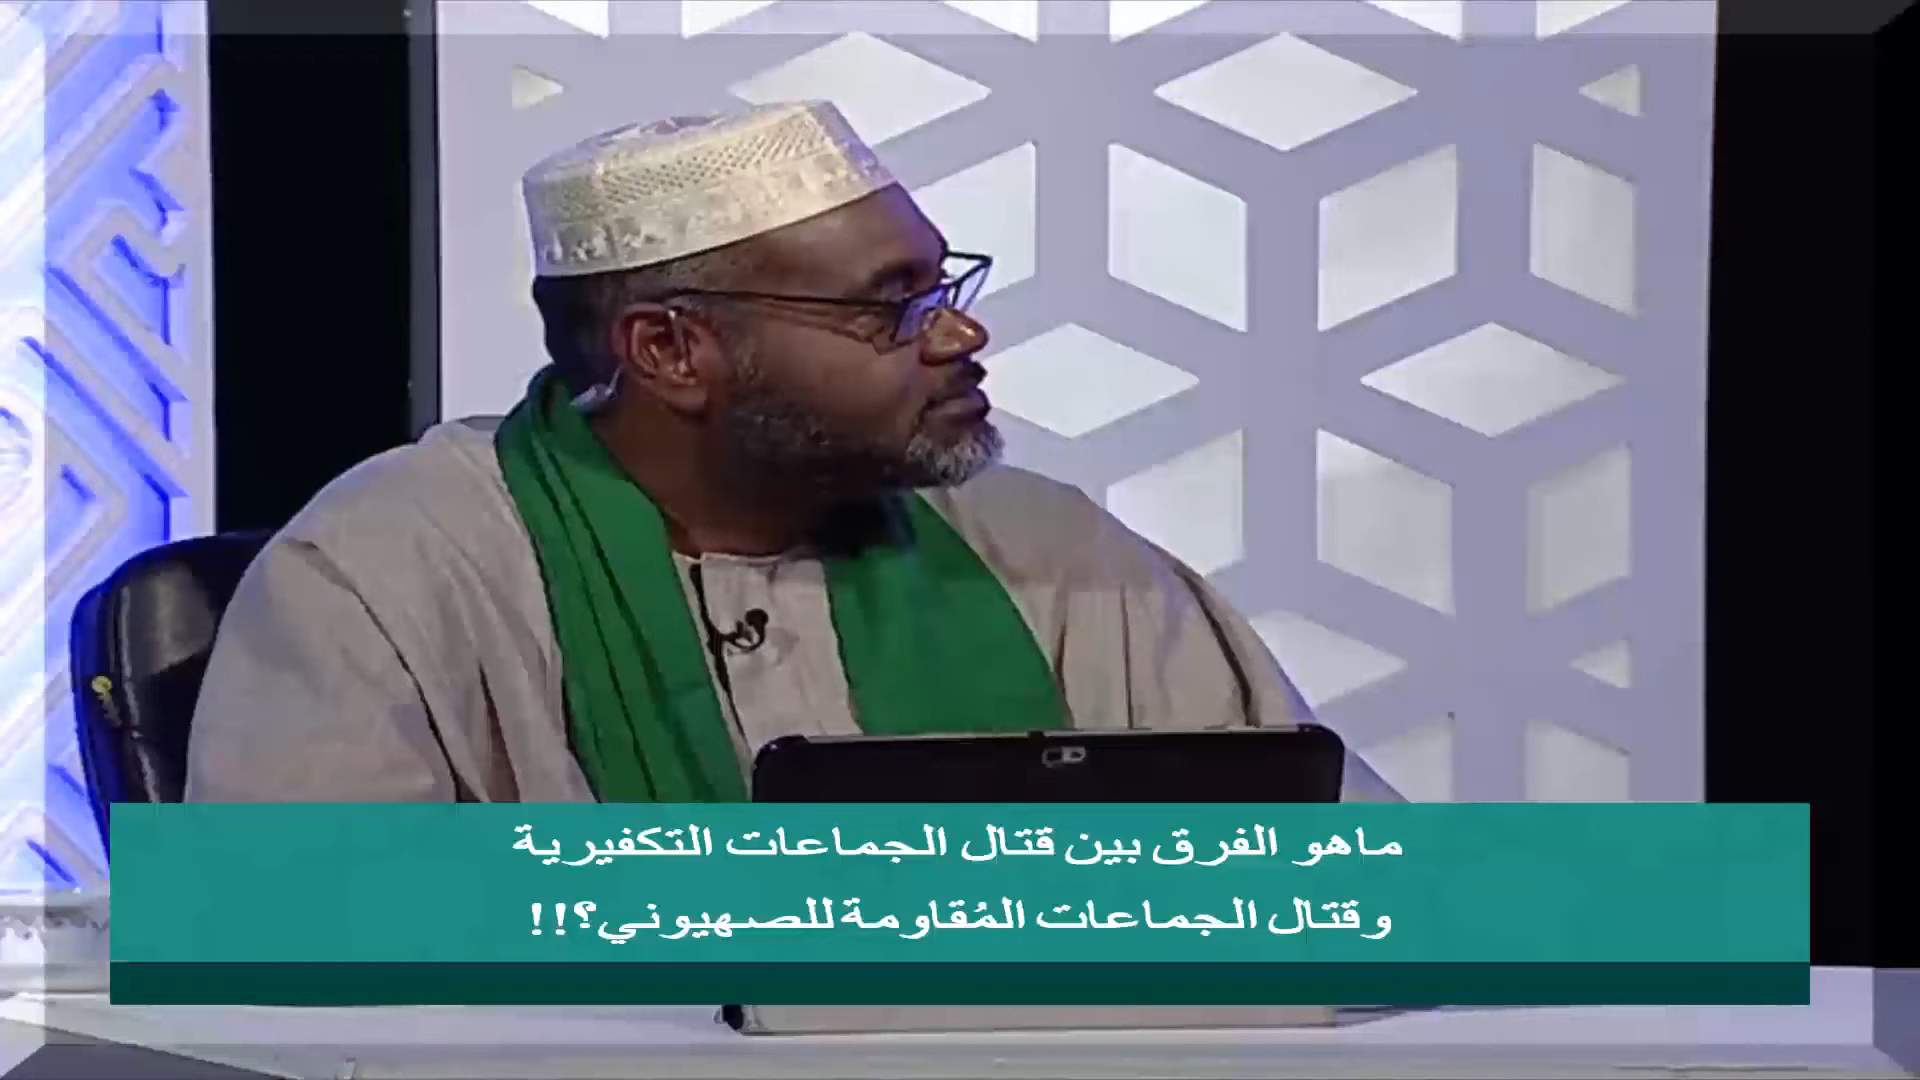 ماهو الفرق بين قتال الجماعات التكفيرية
وقتال الجماعات المُقاومة للصهيوني؟!!